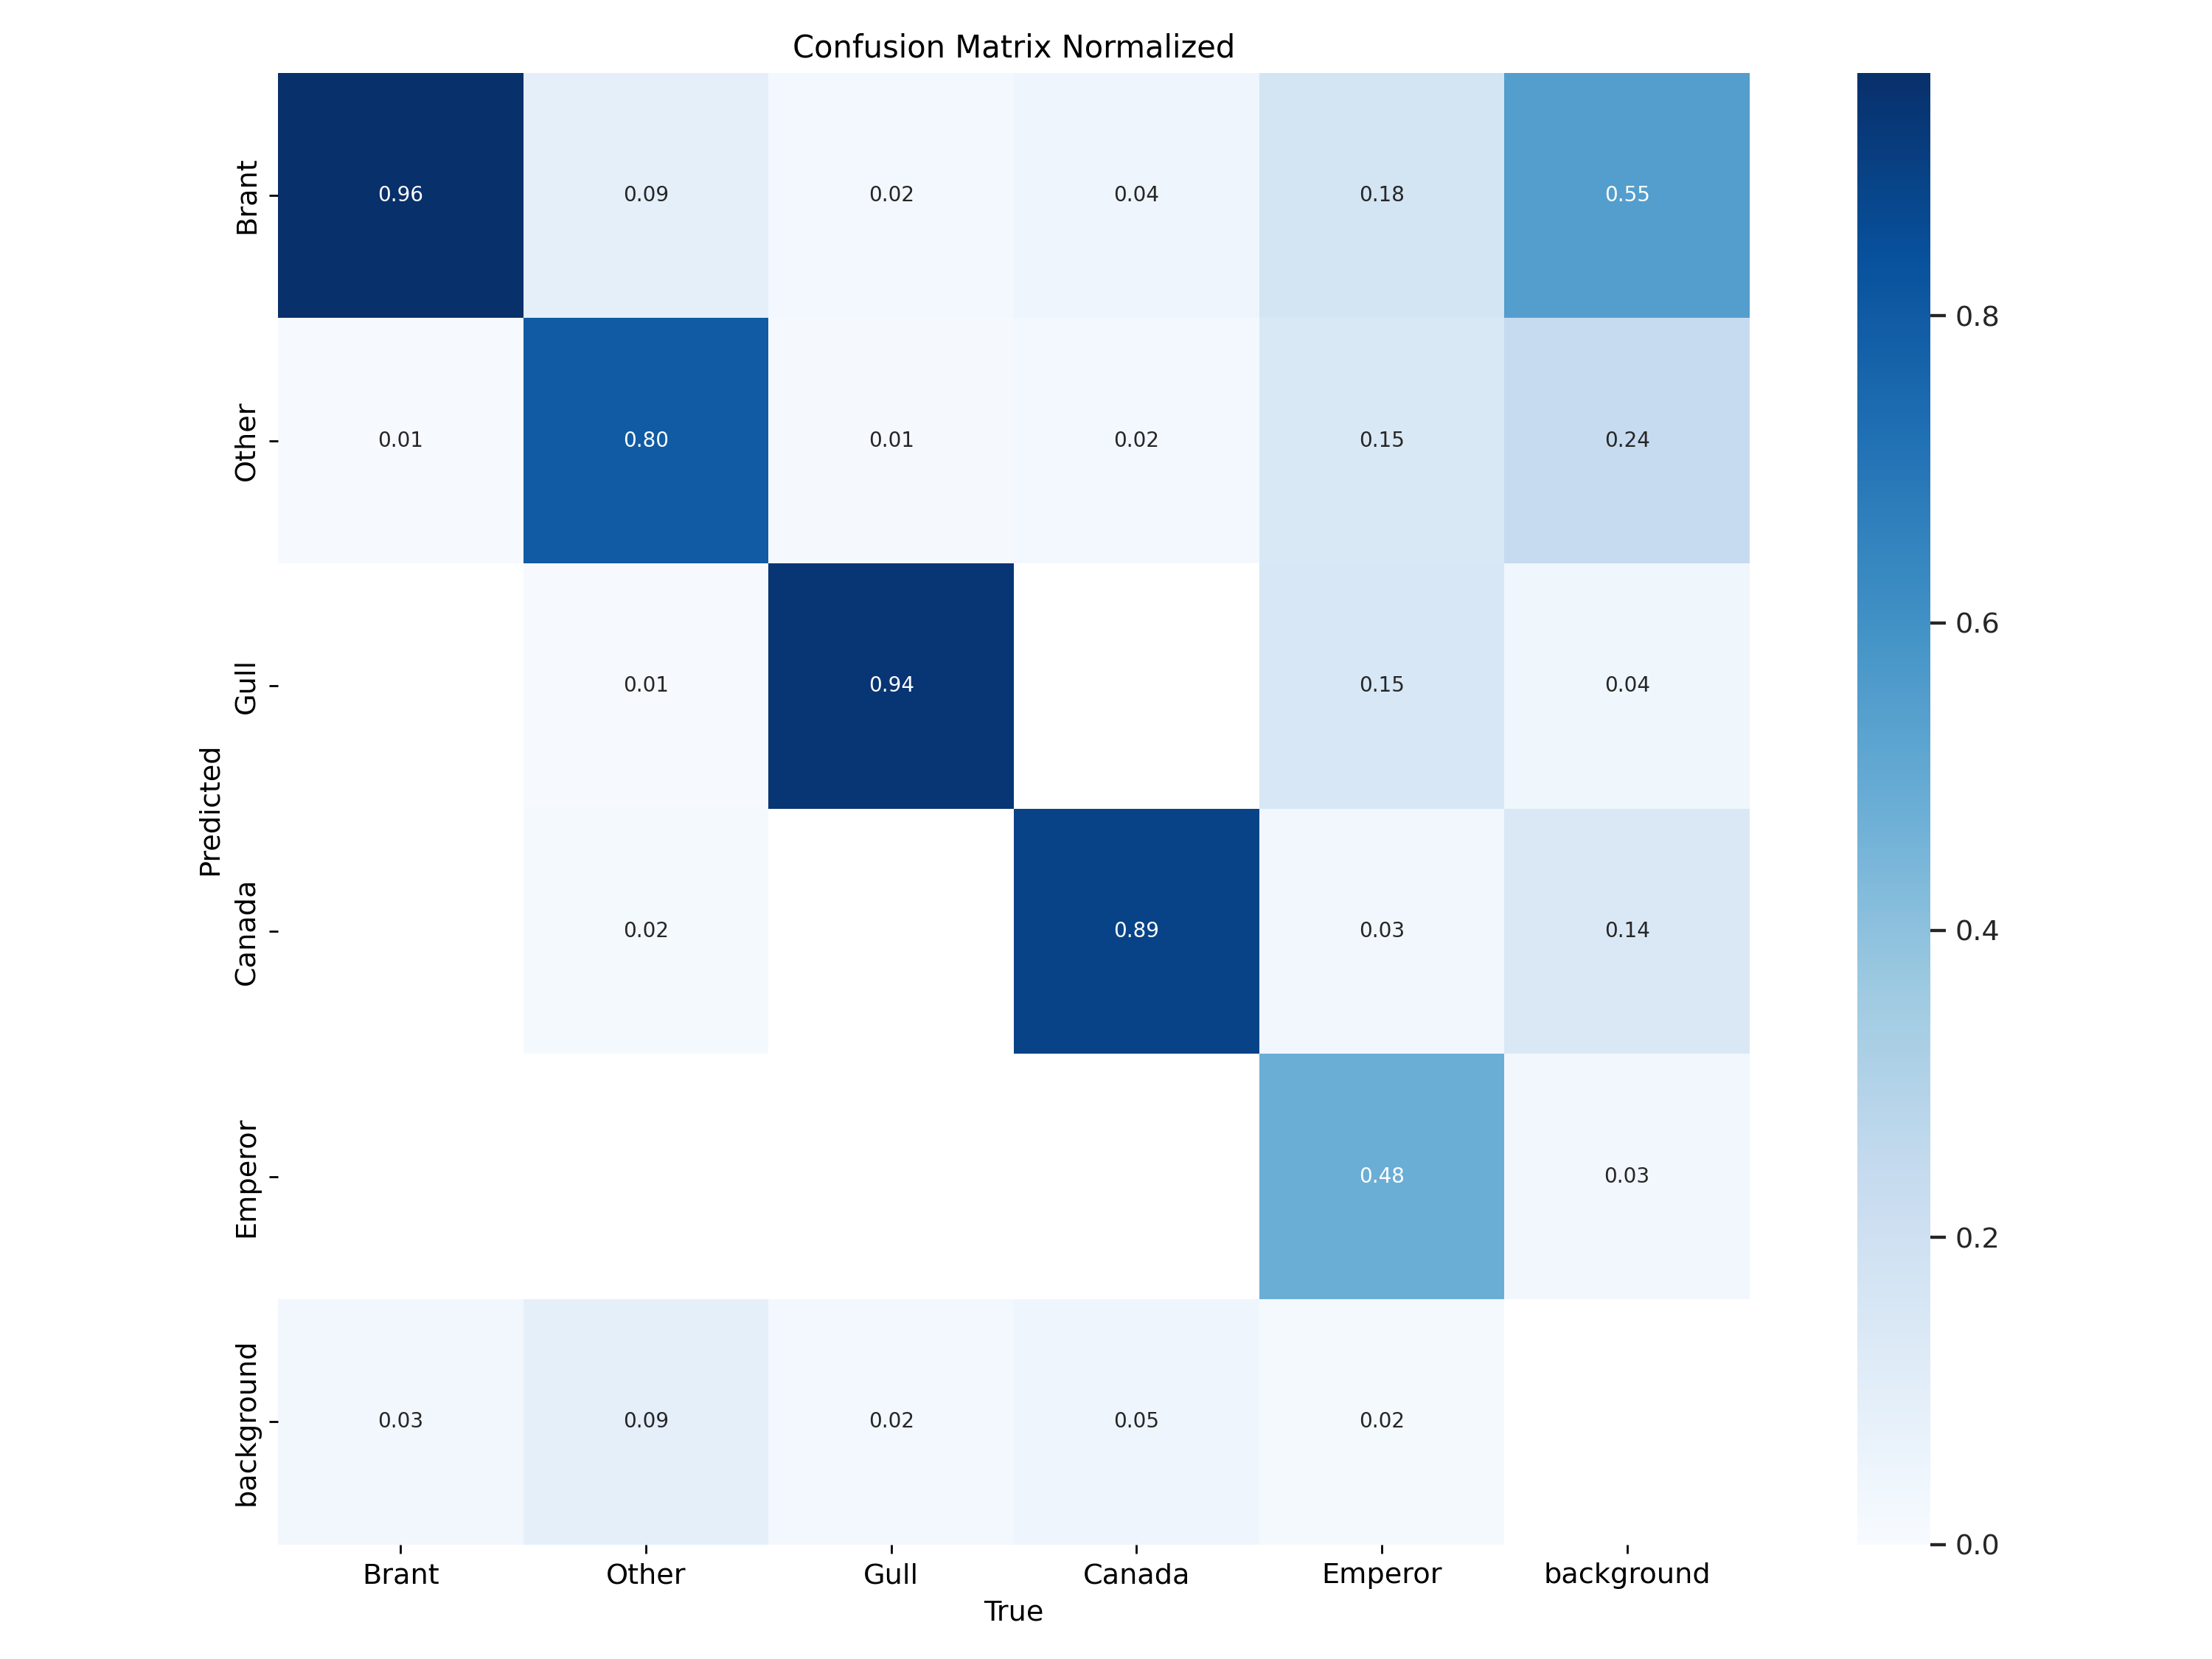 Confusion Matrix Normalized
Brant 0.96 0.09 0.02 0.04 0.18 0.55
Other 0.01 0.80 0.01 0.02 0.15 0.24
Gull 0.01 0.94 0.15 0.04
Canada 0.02 0.89 0.03 0.14
Emperor 0.48 0.03
background 0.03 0.09 0.02 0.05 0.02
Predicted
Brant Other Gull Canada Emperor background
True
0.8
0.6
0.4
0.2
0.0